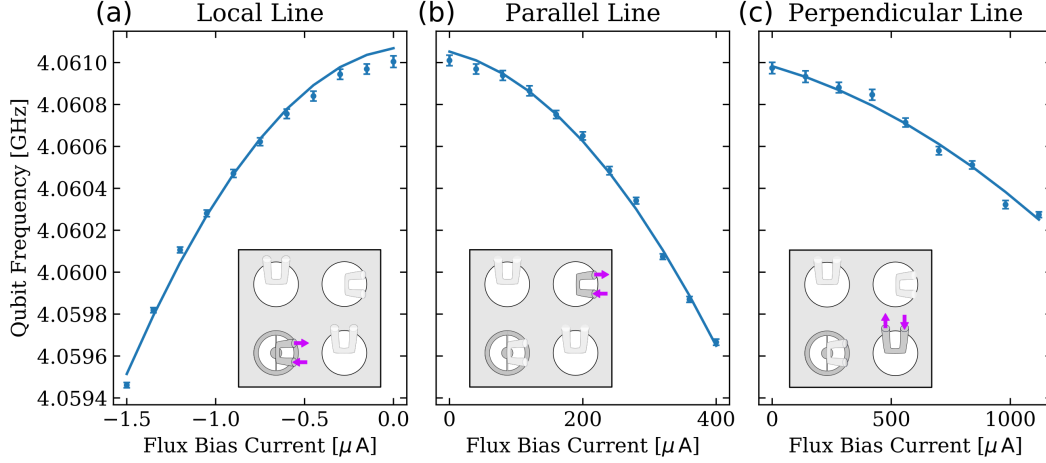 (a) Local Line
(b) Parallel Line
(c) Perpendicular Line
Qubit Frequency [GHz]
4.0610
4.0608
4.0606
4.0604
4.0602
4.0600
4.0598
4.0596
4.0594
−1.5 −1.0 −0.5 0.0
Flux Bias Current [μA]
0 200 400
Flux Bias Current [μA]
0 500 1000
Flux Bias Current [μA]